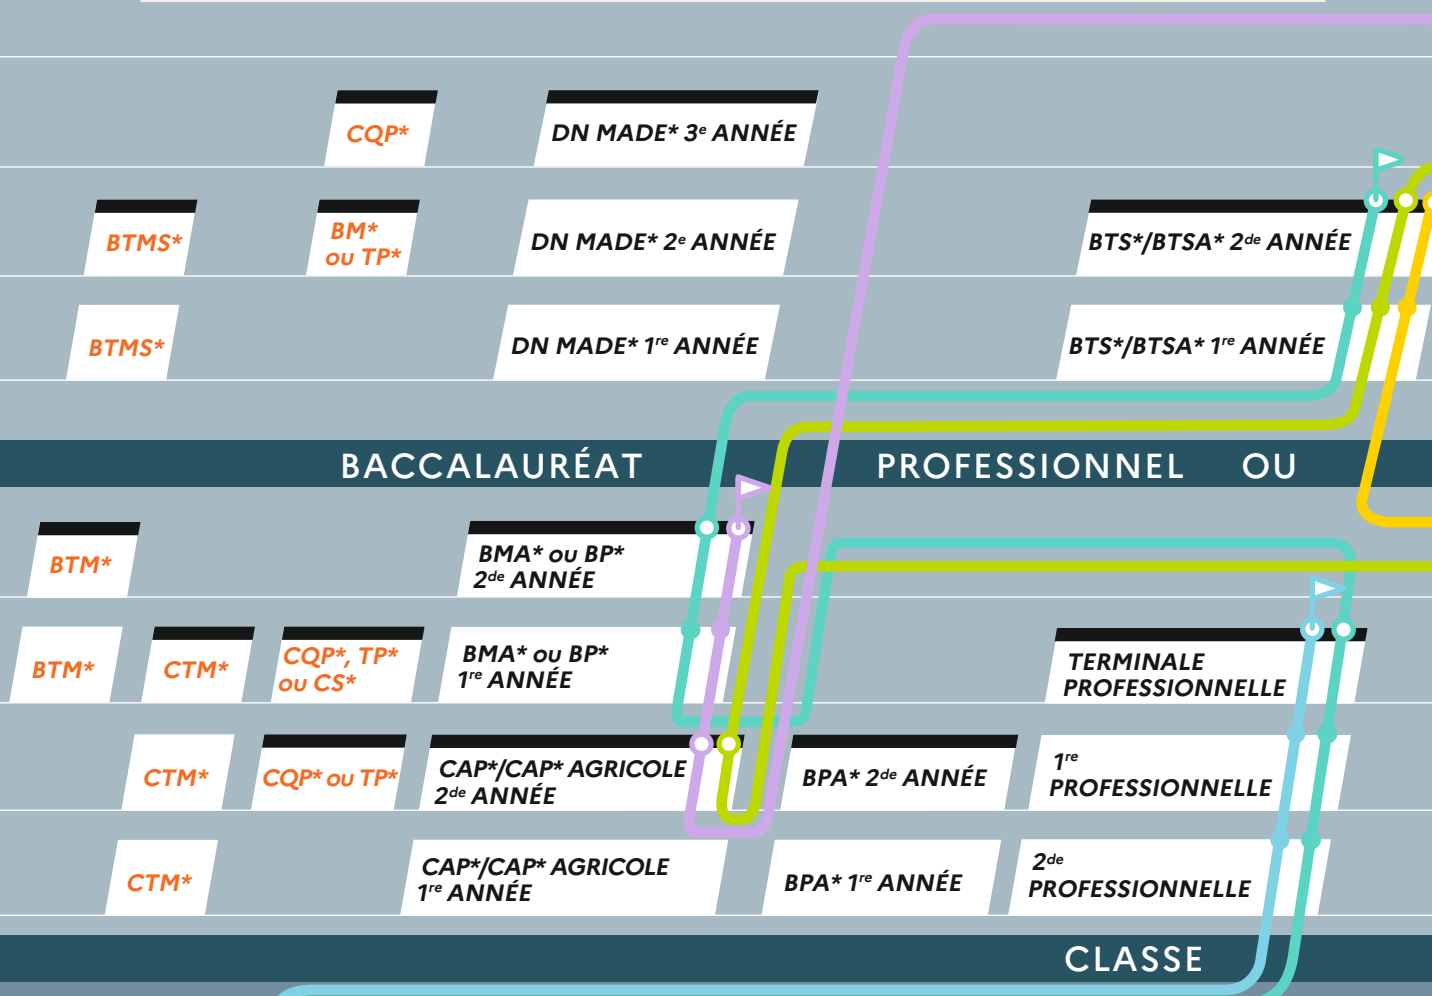 CQP*
DN MADE* 3e ANNÉE
BTMS*
BM*
OU TP*
DN MADE* 2e ANNÉE
BTS*/BTSA* 2de ANNÉE
BTMS*
DN MADE* 1re ANNÉE
BTS*/BTSA* 1re ANNÉE
BACCALAURÉAT PROFESSIONNEL OU
BTM*
BMA* OU BP*
2de ANNÉE
BTM*
CTM*
CQP*, TP*
OU CS*
BMA* OU BP*
1re ANNÉE
TERMINALE
PROFESSIONNELLE
CTM*
CQP* OU TP*
CAP*/CAP* AGRICOLE
2de ANNÉE
BPA* 2de ANNÉE
1re
PROFESSIONNELLE
CTM*
CAP*/CAP* AGRICOLE
1re ANNÉE
BPA* 1re ANNÉE
2de
PROFESSIONNELLE
CLASSE